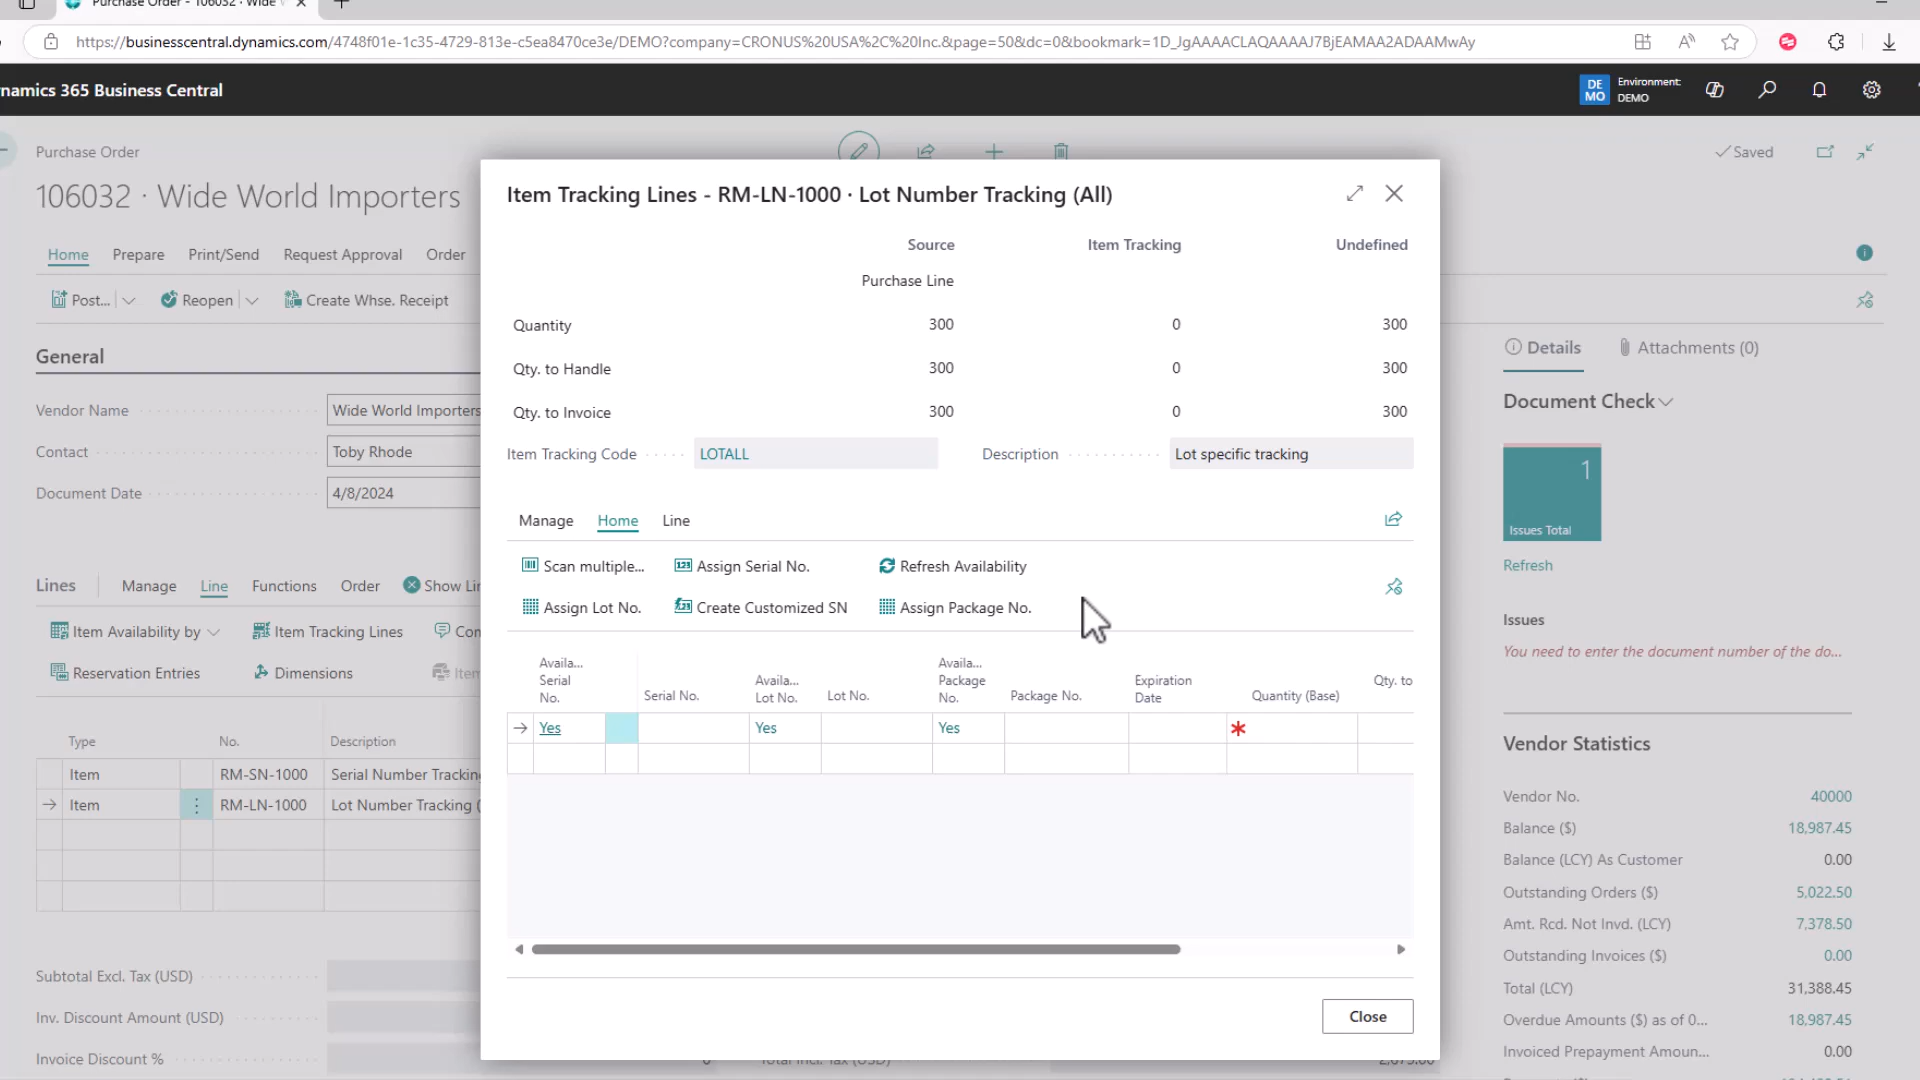 Purchase Order - 106032 · Wide W
https://businesscentral.dynamics.com/4748f01e-1c35-4729-813e-c5ea8470ce3e/DEMO?company=CRONUS%20USA%2C%20Inc.&page=50&dc=0&bookmark=1D_JgAAAACLAQAAAAJ7BjEAMAA2ADAAMwAy
namics 365 Business Central
DE
MO
Environment:
DEMO
Purchase Order
Saved
106032 · Wide World Importers
Home Prepare Print/Send Request Approval Order
Post... Reopen Create Whse. Receipt
General
Vendor Name Wide World Importers
Contact Toby Rhode
Document Date 4/8/2024
Lines Manage Line Functions Order Show Li
Item Availability by Item Tracking Lines Con
Reservation Entries Dimensions Iten
Type No. Description
Item RM-SN-1000 Serial Number Trackin
Item RM-LN-1000 Lot Number Tracking (
Subtotal Excl. Tax (USD)
Inv. Discount Amount (USD)
Invoice Discount %
Item Tracking Lines - RM-LN-1000 · Lot Number Tracking (All)
Source Item Tracking Undefined
Purchase Line
Quantity 300 0 300
Qty. to Handle 300 0 300
Qty. to Invoice 300 0 300
Item Tracking Code LOTALL Description Lot specific tracking
Manage Home Line
Scan multiple... Assign Serial No. Refresh Availability
Assign Lot No. Create Customized SN Assign Package No.
Availa...
Serial
No.
Serial No.
Availa...
Lot No.
Lot No.
Availa...
Package
No.
Package No.
Expiration
Date
Quantity (Base)
Qty. to
Yes Yes Yes
Close
Details Attachments (0)
Document Check
1
Issues Total
Refresh
Issues
You need to enter the document number of the do...
Vendor Statistics
Vendor No. 40000
Balance ($) 18,987.45
Balance (LCY) As Customer 0.00
Outstanding Orders ($) 5,022.50
Amt. Rcd. Not Invd. (LCY) 7,378.50
Outstanding Invoices ($) 0.00
Total (LCY) 31,388.45
Overdue Amounts ($) as of 0... 18,987.45
Invoiced Prepayment Amoun... 0.00